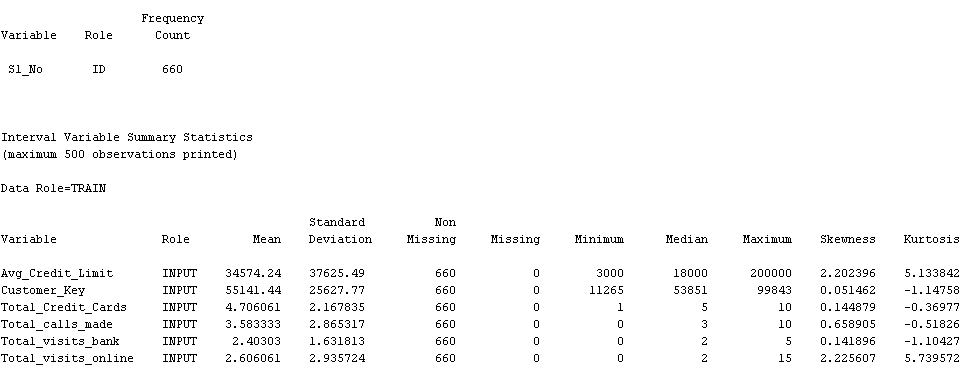 Frequency
Variable Role Count
Sl_No ID 660
Interval Variable Summary Statistics
(maximum 500 observations printed)
Data Role=TRAIN
Standard Non
Variable Role Mean Deviation Missing Missing Minimum Median Maximum Skewness Kurtosis
Avg_Credit_Limit INPUT 34574.24 37625.49 660 0 3000 18000 200000 2.202396 5.133842
Customer_Key INPUT 55141.44 25627.77 660 0 11265 53851 99843 0.051462 -1.14758
Total_Credit_Cards INPUT 4.706061 2.167835 660 0 1 5 10 0.144879 -0.36977
Total_calls_made INPUT 3.583333 2.865317 660 0 0 3 10 0.658905 -0.51826
Total_visits_bank INPUT 2.40303 1.631813 660 0 0 2 5 0.141896 -1.10427
Total_visits_online INPUT 2.606061 2.935724 660 0 0 2 15 2.225607 5.739572